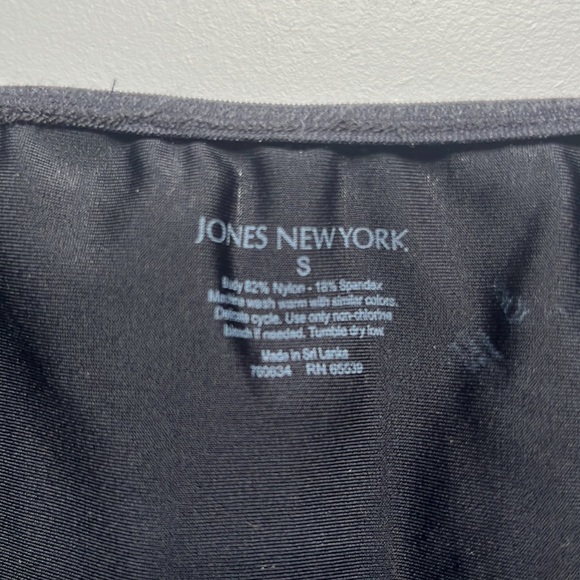 JONES NEW YORK
S
Body 82% Nylon - 18% Spandex
Machine wash warm with similar colors.
Delicate cycle. Use only non-chlorine
bleach if needed. Tumble dry low.
Made in Sri Lanka
RN 65539